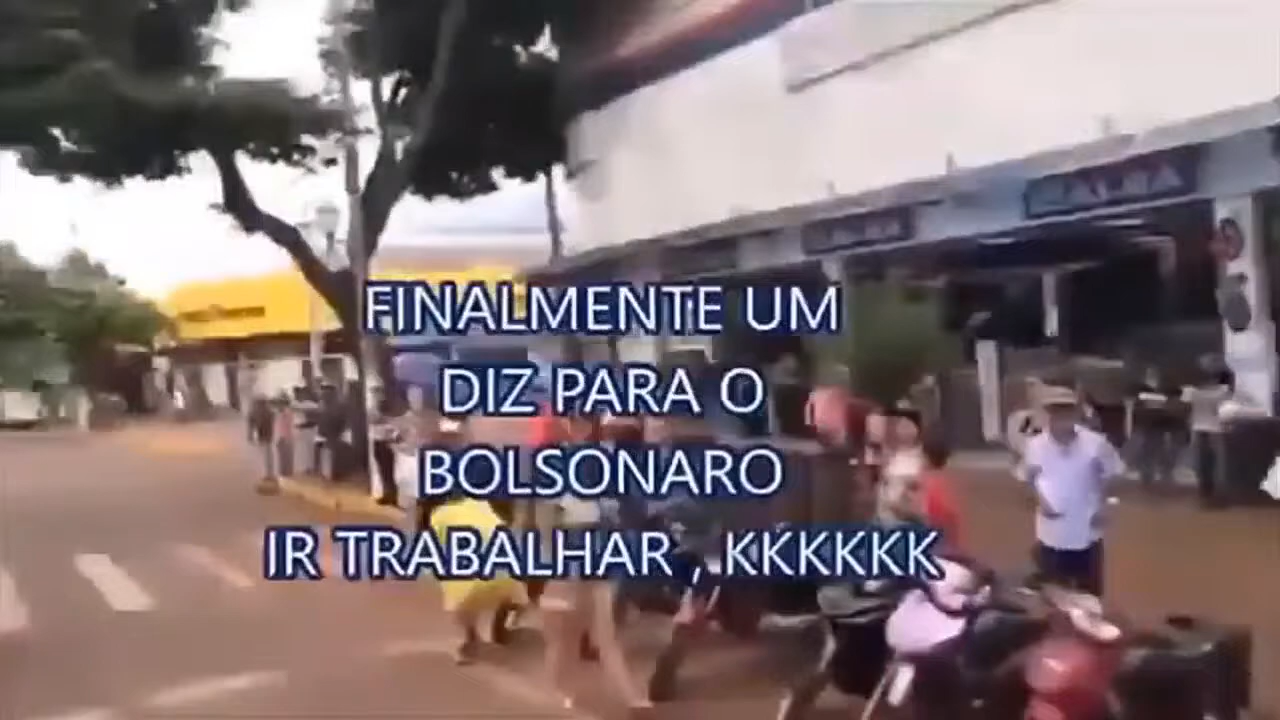 FINALMENTE UM
DIZ PARA O
BOLSONARO
IR TRABALHAR , KKKKKK